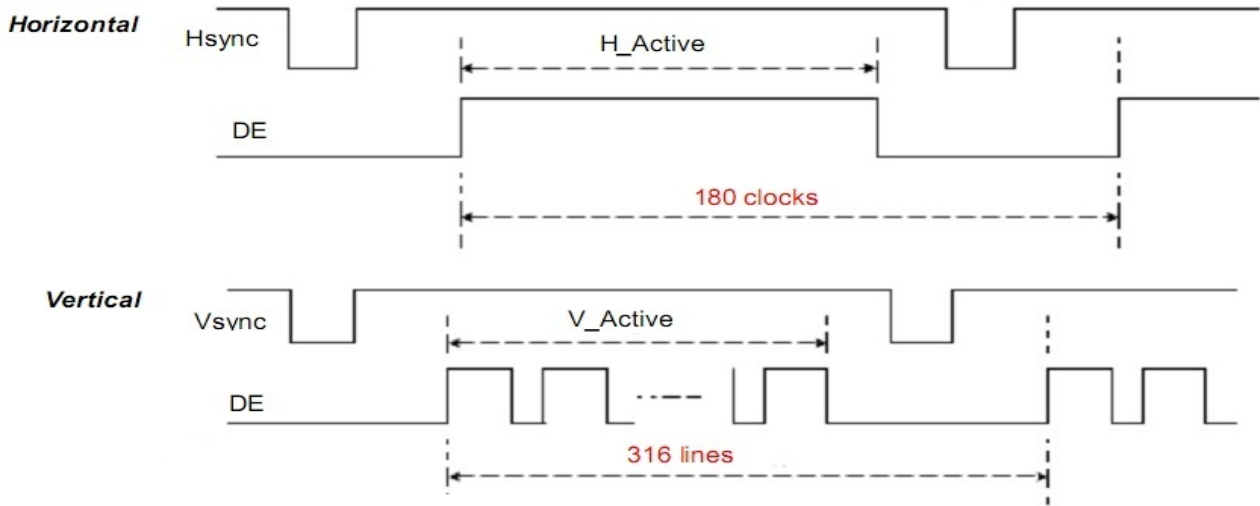 Horizontal
Hsync
H_Active
DE
180 clocks
Vertical
Vsync
V_Active
DE
316 lines